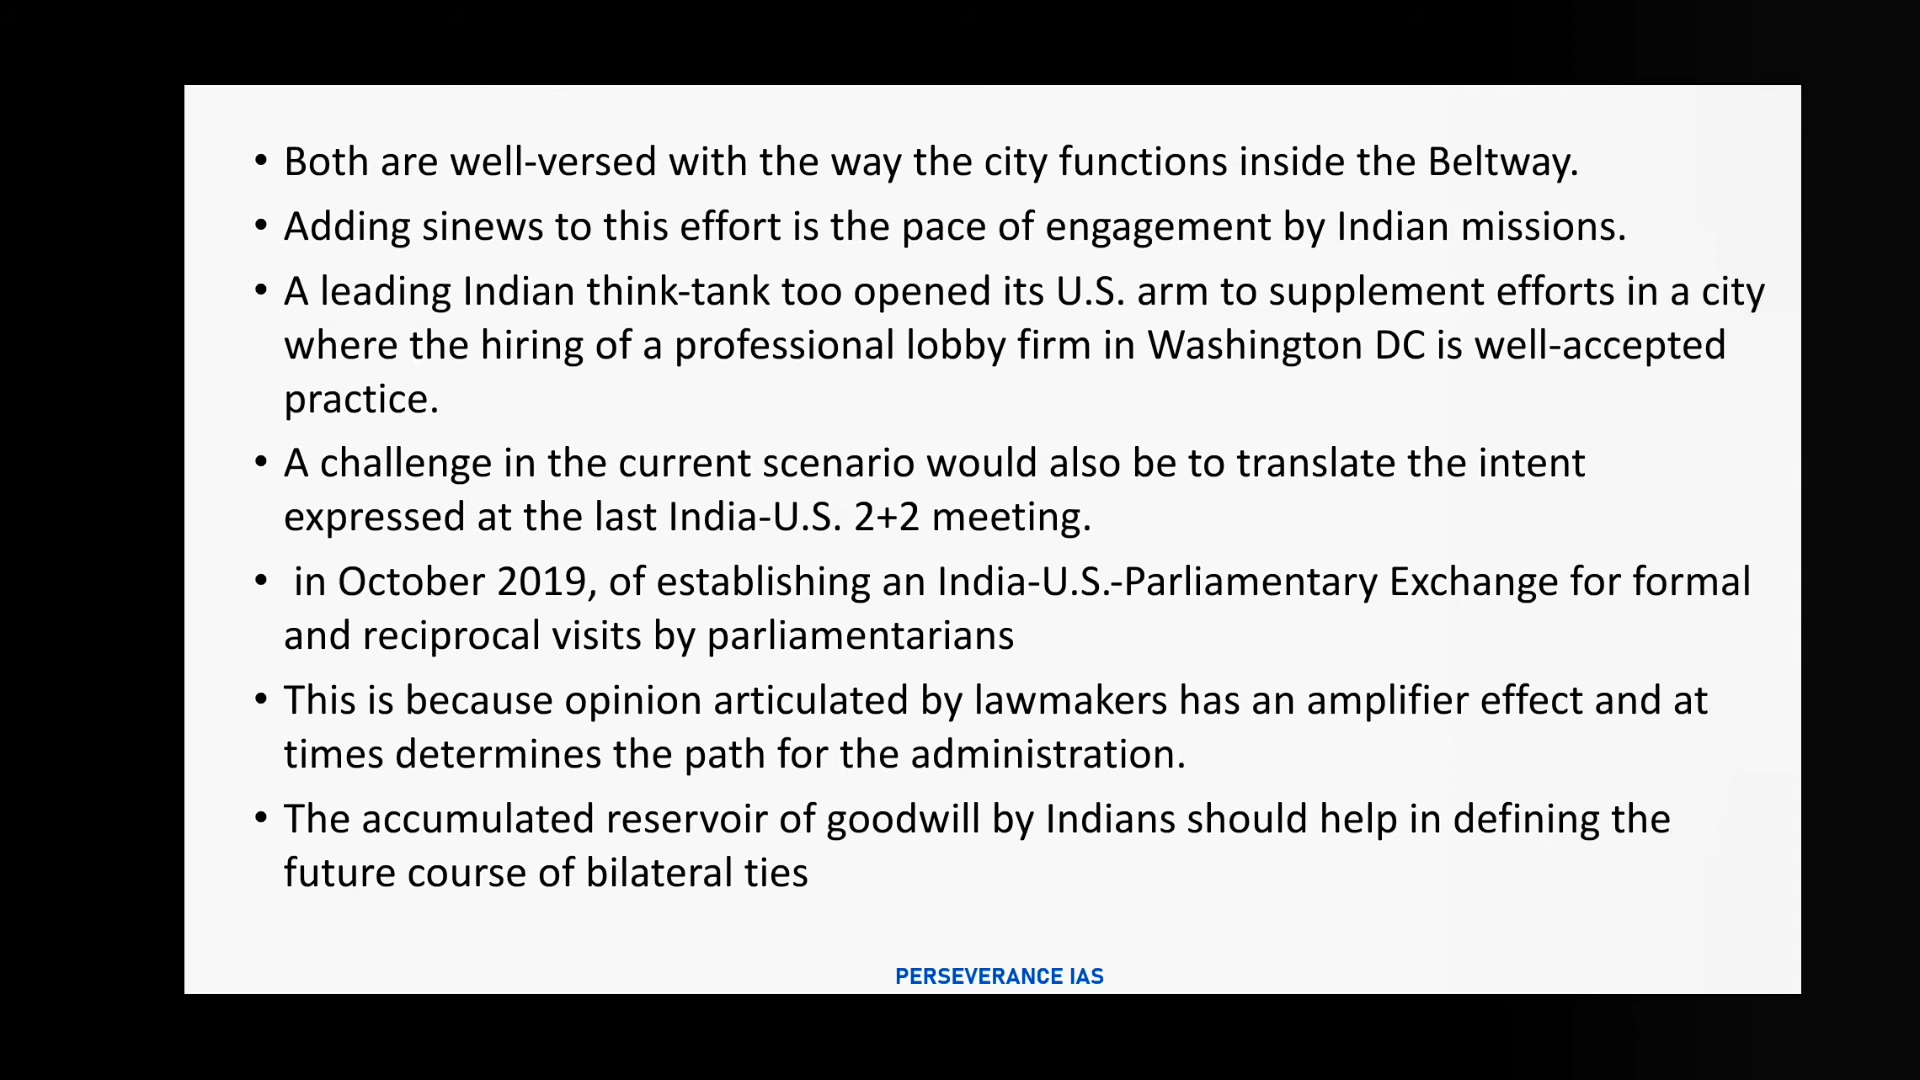 • Both are well-versed with the way the city functions inside the Beltway.
• Adding sinews to this effort is the pace of engagement by Indian missions.
• A leading Indian think-tank too opened its U.S. arm to supplement efforts in a city
where the hiring of a professional lobby firm in Washington DC is well-accepted
practice.
• A challenge in the current scenario would also be to translate the intent
expressed at the last India-U.S. 2+2 meeting.
• in October 2019, of establishing an India-U.S.-Parliamentary Exchange for formal
and reciprocal visits by parliamentarians
• This is because opinion articulated by lawmakers has an amplifier effect and at
times determines the path for the administration.
• The accumulated reservoir of goodwill by Indians should help in defining the
future course of bilateral ties
PERSEVERANCE IAS